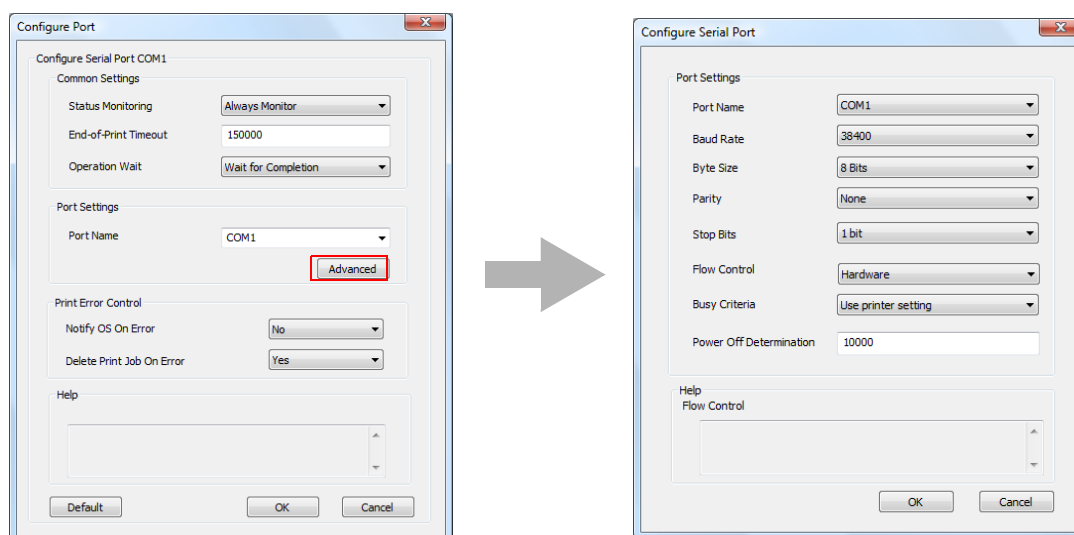 Configure Port
Configure Serial Port COM1
Common Settings
Status Monitoring Always Monitor
End-of-Print Timeout 150000
Operation Wait Wait for Completion
Port Settings
Port Name COM1
Advanced
Print Error Control
Notify OS On Error No
Delete Print Job On Error Yes
Help
Default OK Cancel
Configure Serial Port
Port Settings
Port Name COM1
Baud Rate 38400
Byte Size 8 Bits
Parity None
Stop Bits 1 bit
Flow Control Hardware
Busy Criteria Use printer setting
Power Off Determination 10000
Help
Flow Control
OK Cancel